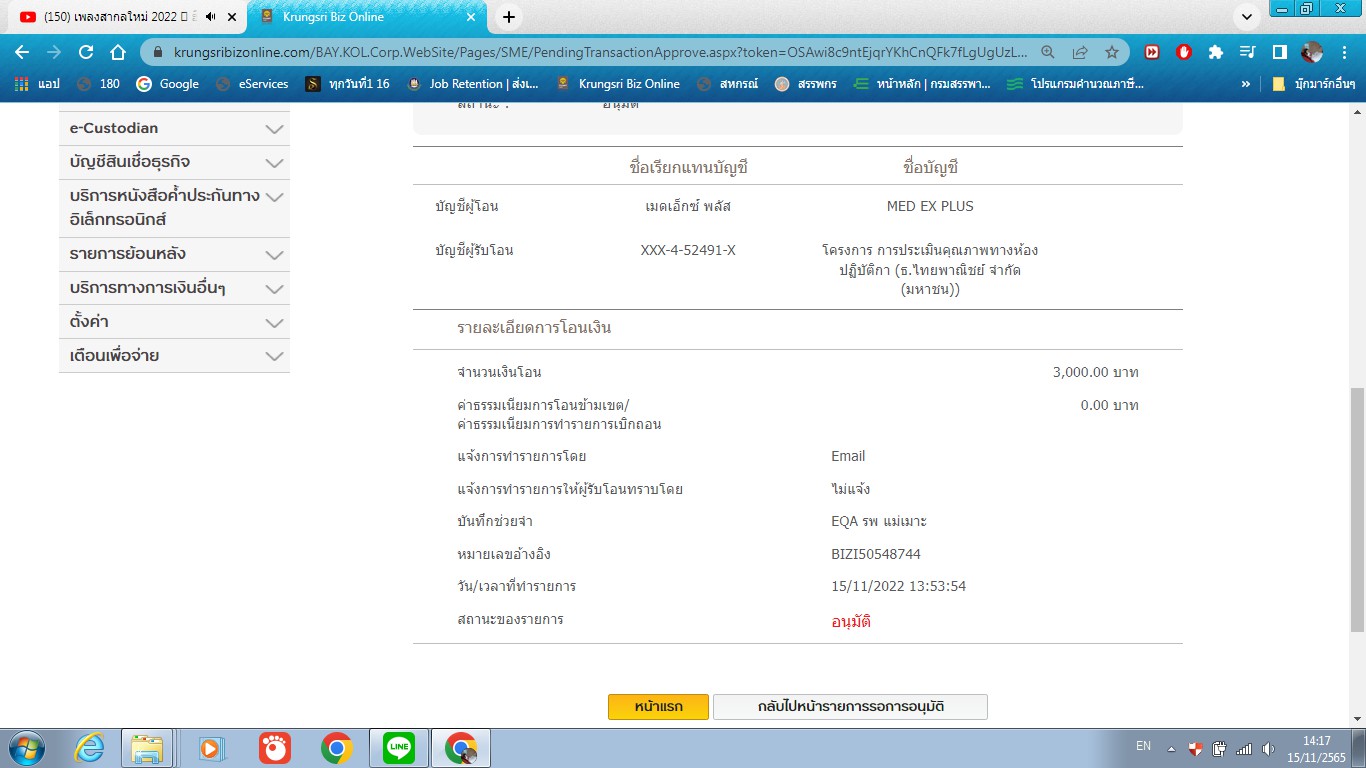 (150) เพลงสากลใหม่ 2022
Krungsri Biz Online
krungsribizonline.com/BAY.KOL.Corp.WebSite/Pages/SME/PendingTransactionApprove.aspx?token=OSAwi8c9ntEjqrYKhCnQFk7fLgUgUzL...
แอป
180
Google
eServices
ทุกวันที่1 16
Job Retention | ส่งเ...
Krungsri Biz Online
สหกรณ์
สรรพกร
หน้าหลัก | กรมสรรพา...
โปรแกรมคำนวณภาษี...
»
บุ๊กมาร์กอื่นๆ
สถานะ : อนุมัติ
e-Custodian
บัญชีสินเชื่อธุรกิจ
บริการหนังสือค้ำประกันทาง
อิเล็กทรอนิกส์
รายการย้อนหลัง
บริการทางการเงินอื่นๆ
ตั้งค่า
เตือนเพื่อจ่าย
ชื่อเรียกแทนบัญชี ชื่อบัญชี
บัญชีผู้โอน เมดเอ็กซ์ พลัส MED EX PLUS
บัญชีผู้รับโอน XXX-4-52491-X โครงการ การประเมินคุณภาพทางห้อง
ปฏิบัติกา (ธ.ไทยพาณิชย์ จำกัด
(มหาชน))
รายละเอียดการโอนเงิน
จำนวนเงินโอน 3,000.00 บาท
ค่าธรรมเนียมการโอนข้ามเขต/ 0.00 บาท
ค่าธรรมเนียมการทำรายการเบิกถอน
แจ้งการทำรายการโดย Email
แจ้งการทำรายการให้ผู้รับโอนทราบโดย ไม่แจ้ง
บันทึกช่วยจำ EQA รพ แม่เมาะ
หมายเลขอ้างอิง BIZI50548744
วัน/เวลาที่ทำรายการ 15/11/2022 13:53:54
สถานะของรายการ อนุมัติ
หน้าแรก
กลับไปหน้ารายการรอการอนุมัติ
LINE
EN
14:17
15/11/2565